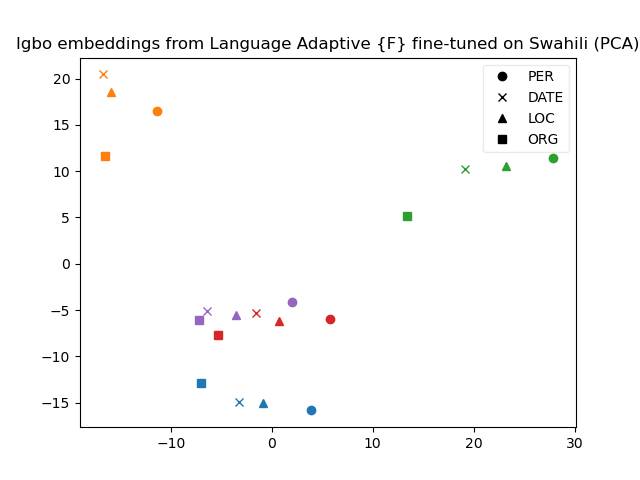 Igbo embeddings from Language Adaptive {F} fine-tuned on Swahili (PCA)
PER
DATE
LOC
ORG
20
15
10
5
0
−5
−10
−15
−10
0
10
20
30